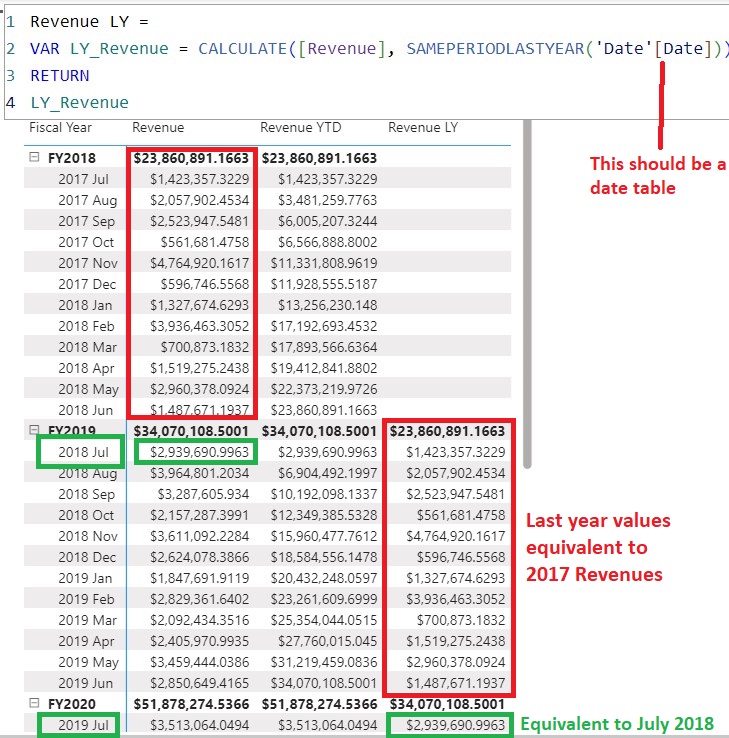 1 Revenue LY =
2 VAR LY_Revenue = CALCULATE([Revenue], SAMEPERIODLASTYEAR('Date'[Date]))
3 RETURN
4 LY_Revenue
This should be a
date table
Fiscal Year Revenue Revenue YTD Revenue LY
FY2018 $23,860,891.1663 $23,860,891.1663
2017 Jul $1,423,357.3229 $1,423,357.3229
2017 Aug $2,057,902.4534 $3,481,259.7763
2017 Sep $2,523,947.5481 $6,005,207.3244
2017 Oct $561,681.4758 $6,566,888.8002
2017 Nov $4,764,920.1617 $11,331,808.9619
2017 Dec $596,746.5568 $11,928,555.5187
2018 Jan $1,327,674.6293 $13,256,230.148
2018 Feb $3,936,463.3052 $17,192,693.4532
2018 Mar $700,873.1832 $17,893,566.6364
2018 Apr $1,519,275.2438 $19,412,841.8802
2018 May $2,960,378.0924 $22,373,219.9726
2018 Jun $1,487,671.1937 $23,860,891.1663
FY2019 $34,070,108.5001 $34,070,108.5001 $23,860,891.1663
2018 Jul $2,939,690.9963 $2,939,690.9963 $1,423,357.3229
2018 Aug $3,964,801.2034 $6,904,492.1997 $2,057,902.4534
2018 Sep $3,287,605.934 $10,192,098.1337 $2,523,947.5481
2018 Oct $2,157,287.3991 $12,349,385.5328 $561,681.4758
2018 Nov $3,611,092.2284 $15,960,477.7612 $4,764,920.1617
2018 Dec $2,624,078.3866 $18,584,556.1478 $596,746.5568
2019 Jan $1,847,691.9119 $20,432,248.0597 $1,327,674.6293
2019 Feb $2,829,361.6402 $23,261,609.6999 $3,936,463.3052
2019 Mar $2,092,434.3516 $25,354,044.0515 $700,873.1832
2019 Apr $2,405,970.9935 $27,760,015.045 $1,519,275.2438
2019 May $3,459,444.0386 $31,219,459.0836 $2,960,378.0924
2019 Jun $2,850,649.4165 $34,070,108.5001 $1,487,671.1937
FY2020 $51,878,274.5366 $51,878,274.5366 $34,070,108.5001
2019 Jul $3,513,064.0494 $3,513,064.0494 $2,939,690.9963
Last year values
equivalent to
2017 Revenues
Equivalent to July 2018